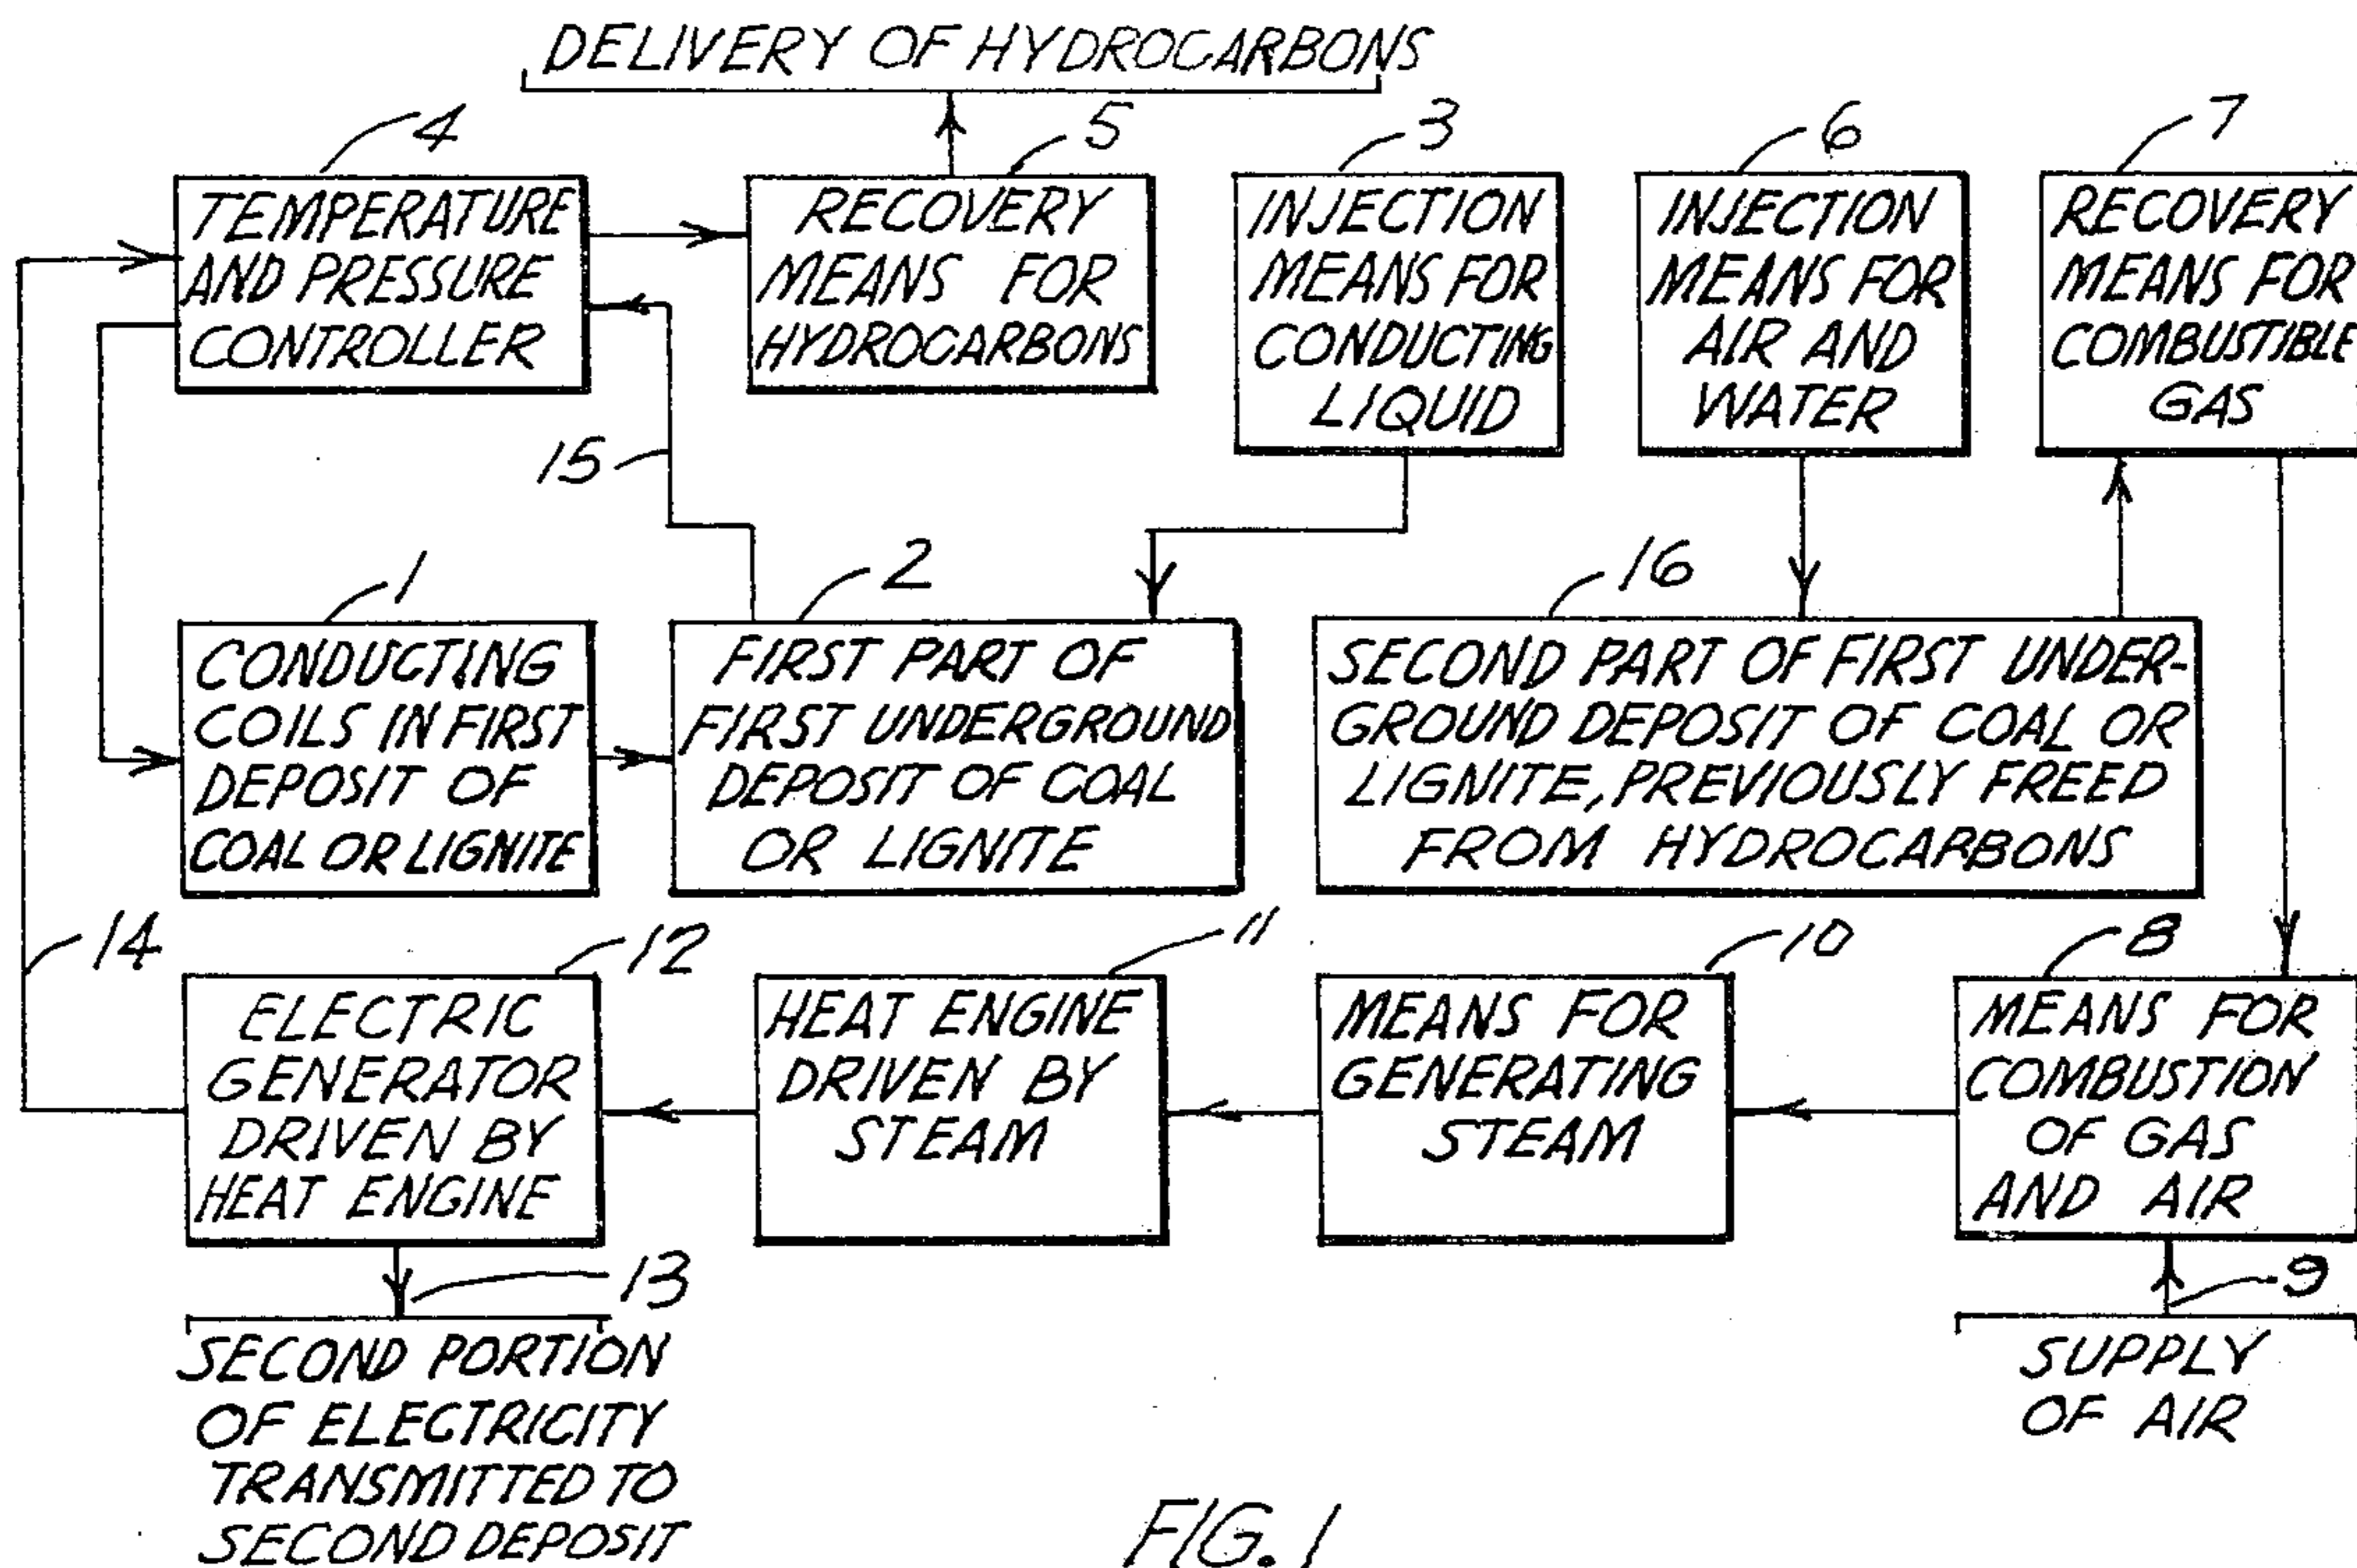 DELIVERY OF HYDROCARBONS
4
5
3
6
7
TEMPERATURE
AND PRESSURE
CONTROLLER
RECOVERY
MEANS FOR
HYDROCARBONS
INJECTION
MEANS FOR
CONDUCTING
LIQUID
INJECTION
MEANS FOR
AIR AND
WATER
RECOVERY
MEANS FOR
COMBUSTIBLE
GAS
15
1
2
16
CONDUCTING
COILS IN FIRST
DEPOSIT OF
COAL OR LIGNITE
FIRST PART OF
FIRST UNDERGROUND
DEPOSIT OF COAL
OR LIGNITE
SECOND PART OF FIRST UNDER-
GROUND DEPOSIT OF COAL OR
LIGNITE, PREVIOUSLY FREED
FROM HYDROCARBONS
14
12
11
10
8
ELECTRIC
GENERATOR
DRIVEN BY
HEAT ENGINE
HEAT ENGINE
DRIVEN BY
STEAM
MEANS FOR
GENERATING
STEAM
MEANS FOR
COMBUSTION
OF GAS
AND AIR
13
9
SECOND PORTION
OF ELECTRICITY
TRANSMITTED TO
SECOND DEPOSIT
SUPPLY
OF AIR
FIG. 1